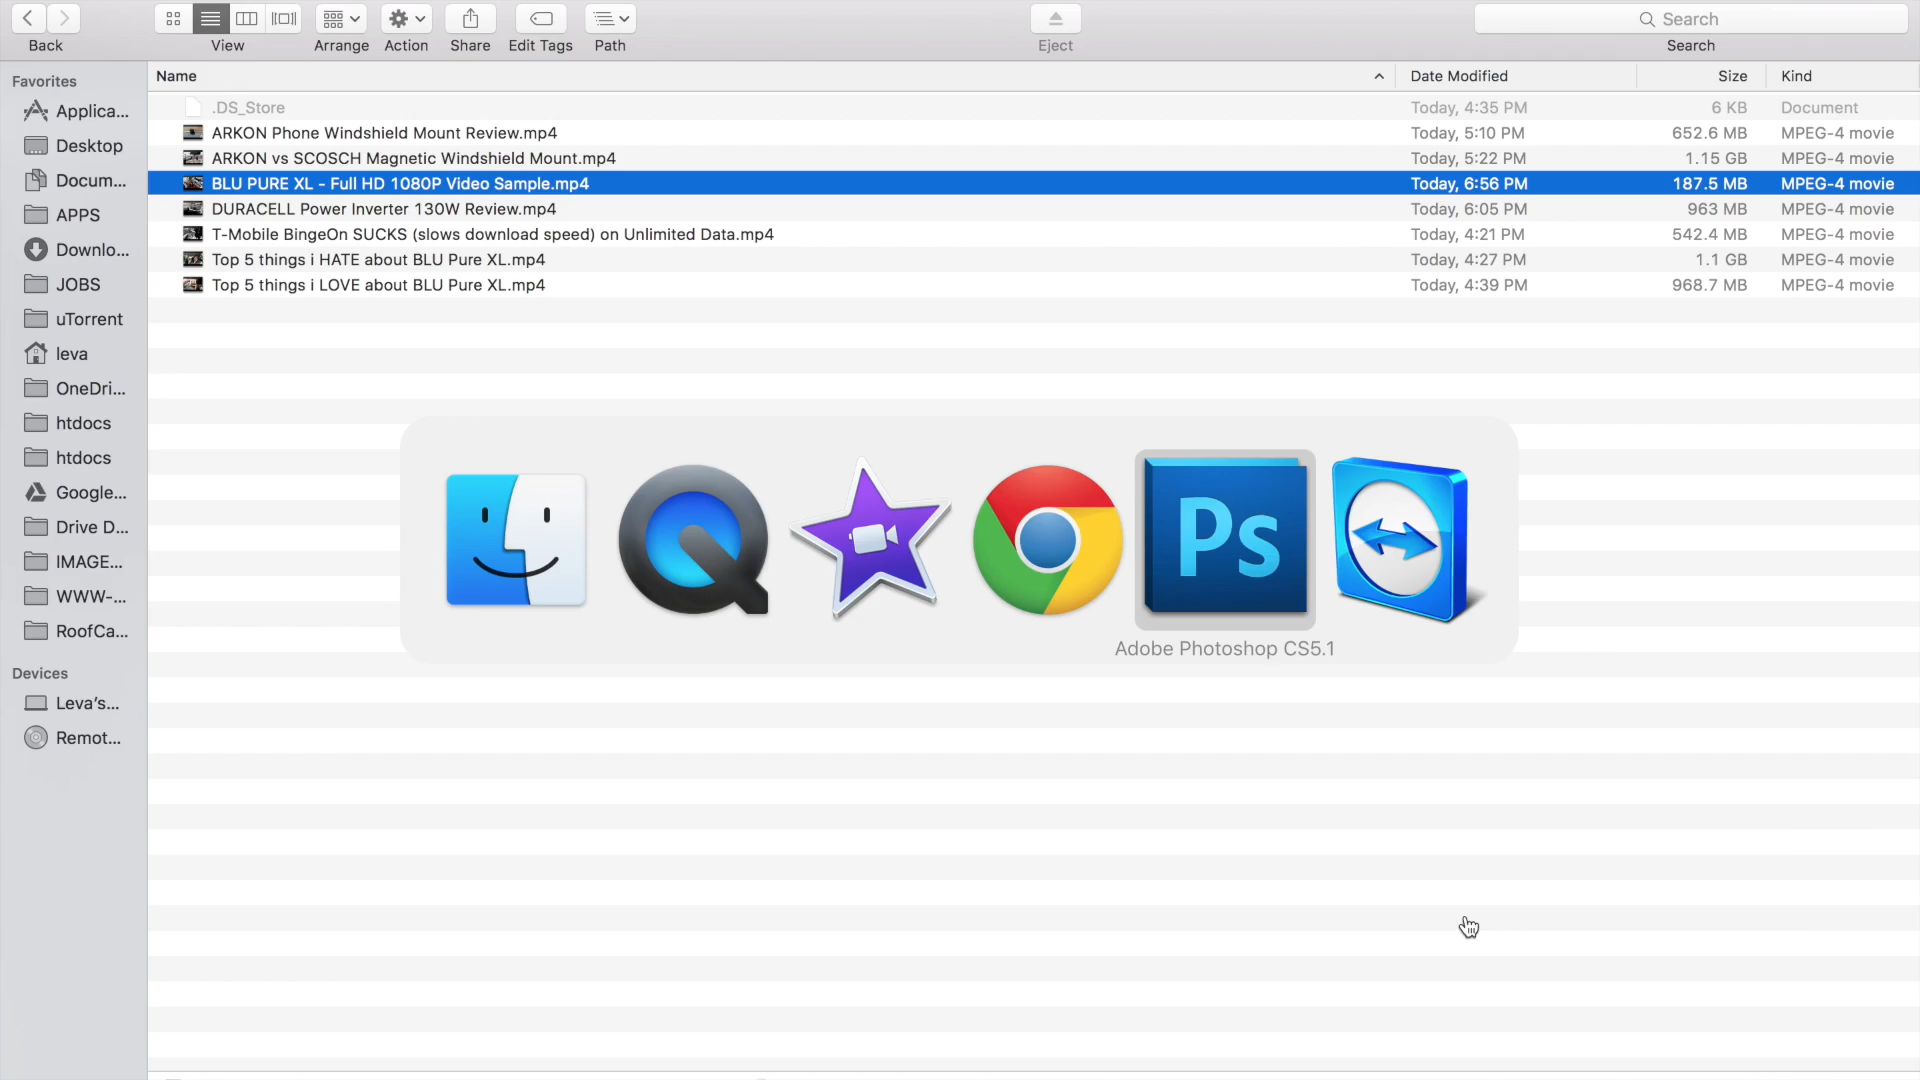 Back
View
Arrange
Action
Share
Edit Tags
Path
Eject
Search
Search
Favorites
Applica...
Desktop
Docum...
APPS
Downlo...
JOBS
uTorrent
leva
OneDri...
htdocs
htdocs
Google...
Drive D...
IMAGE...
WWW-...
RoofCa...
Devices
Leva's...
Remot...
Name Date Modified Size Kind
.DS_Store Today, 4:35 PM 6 KB Document
ARKON Phone Windshield Mount Review.mp4 Today, 5:10 PM 652.6 MB MPEG-4 movie
ARKON vs SCOSCH Magnetic Windshield Mount.mp4 Today, 5:22 PM 1.15 GB MPEG-4 movie
BLU PURE XL - Full HD 1080P Video Sample.mp4 Today, 6:56 PM 187.5 MB MPEG-4 movie
DURACELL Power Inverter 130W Review.mp4 Today, 6:05 PM 963 MB MPEG-4 movie
T-Mobile BingeOn SUCKS (slows download speed) on Unlimited Data.mp4 Today, 4:21 PM 542.4 MB MPEG-4 movie
Top 5 things i HATE about BLU Pure XL.mp4 Today, 4:27 PM 1.1 GB MPEG-4 movie
Top 5 things i LOVE about BLU Pure XL.mp4 Today, 4:39 PM 968.7 MB MPEG-4 movie
Ps
Adobe Photoshop CS5.1